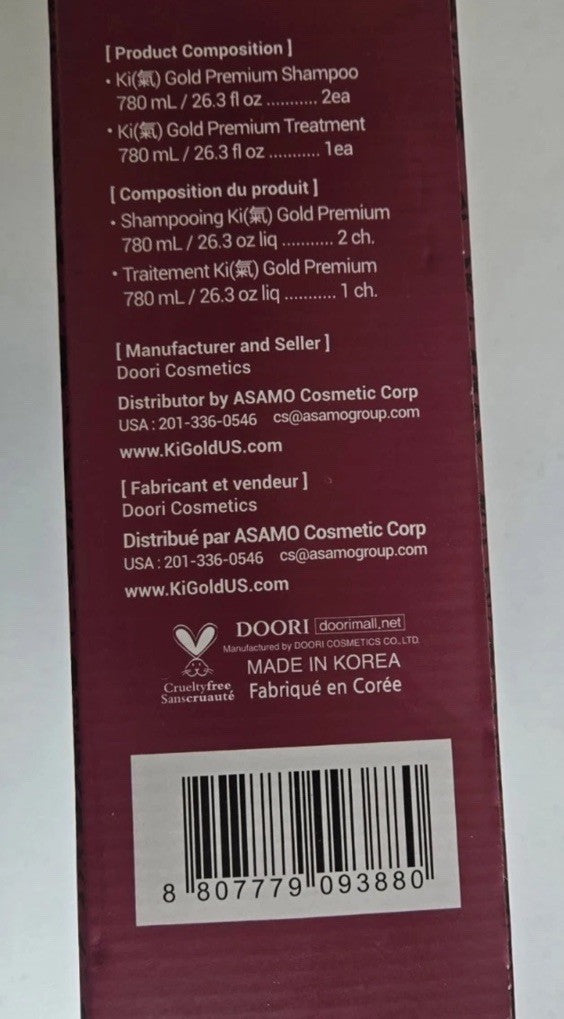 [ Product Composition ]
• Ki(氣) Gold Premium Shampoo
780 mL / 26.3 fl oz ........... 2ea
• Ki(氣) Gold Premium Treatment
780 mL / 26.3 fl oz ........... 1ea
[ Composition du produit ]
• Shampooing Ki(氣) Gold Premium
780 mL / 26.3 oz liq ........... 2 ch.
• Traitement Ki(氣) Gold Premium
780 mL / 26.3 oz liq ........... 1 ch.
[ Manufacturer and Seller ]
Doori Cosmetics
Distributor by ASAMO Cosmetic Corp
USA : 201-336-0546 cs@asamogroup.com
www.KiGoldUS.com
[ Fabricant et vendeur ]
Doori Cosmetics
Distribué par ASAMO Cosmetic Corp
USA : 201-336-0546 cs@asamogroup.com
www.KiGoldUS.com
DOORI doorimall.net
Manufactured by DOORI COSMETICS CO., LTD.
MADE IN KOREA
Fabriqué en Corée
Crueltyfree
Sanscruauté
8 807779 093880